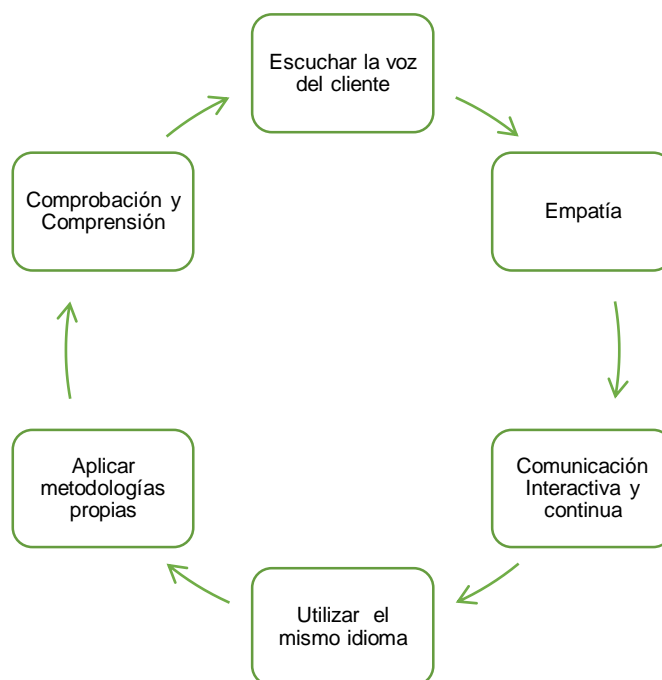 Escuchar la voz
del cliente
Empatía
Comunicación
Interactiva y
continua
Utilizar el
mismo idioma
Aplicar
metodologías
propias
Comprobación y
Comprensión